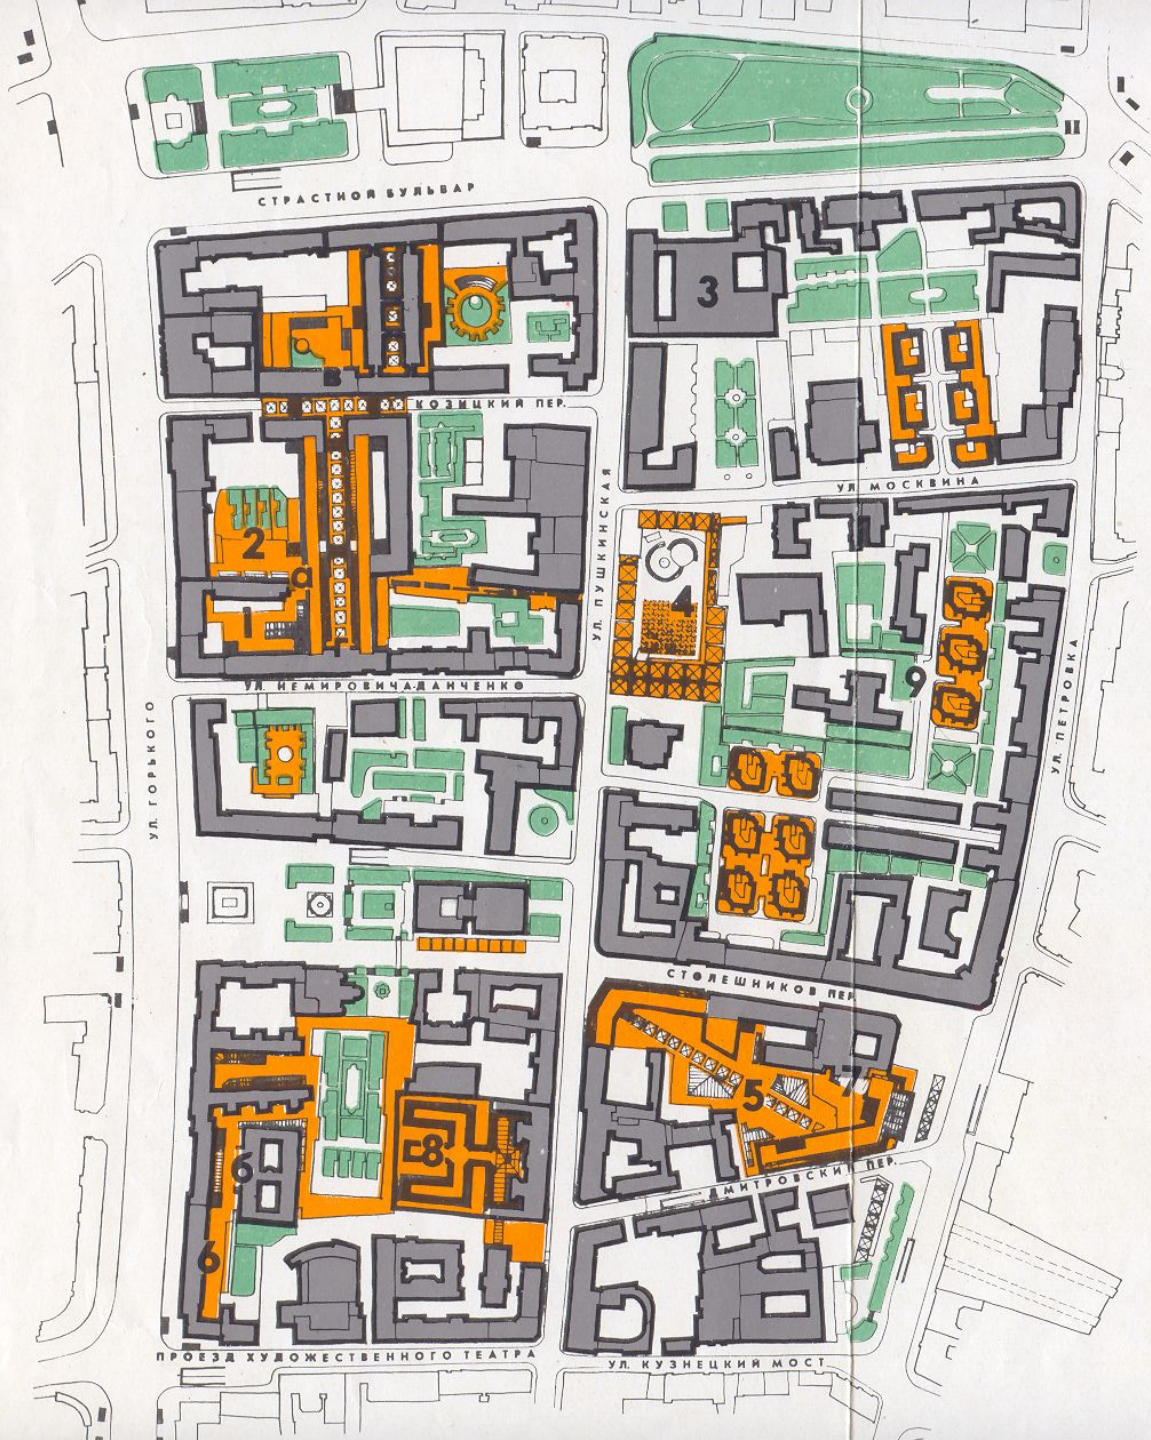 СТРАСТНОЙ БУЛЬВАР
3
В
КОЗИЦКИЙ ПЕР.
УЛ. МОСКВИНА
УЛ. ПУШКИНСКАЯ
2
а
4
1
Г
УЛ. НЕМИРОВИЧА-ДАНЧЕНКО
9
УЛ. ПЕТРОВКА
УЛ. ГОРЬКОГО
СТОЛЕШНИКОВ ПЕР.
5
7
8
6
ДМИТРОВСКИЙ ПЕР.
6
ПРОЕЗД ХУДОЖЕСТВЕННОГО ТЕАТРА
УЛ. КУЗНЕЦКИЙ МОСТ